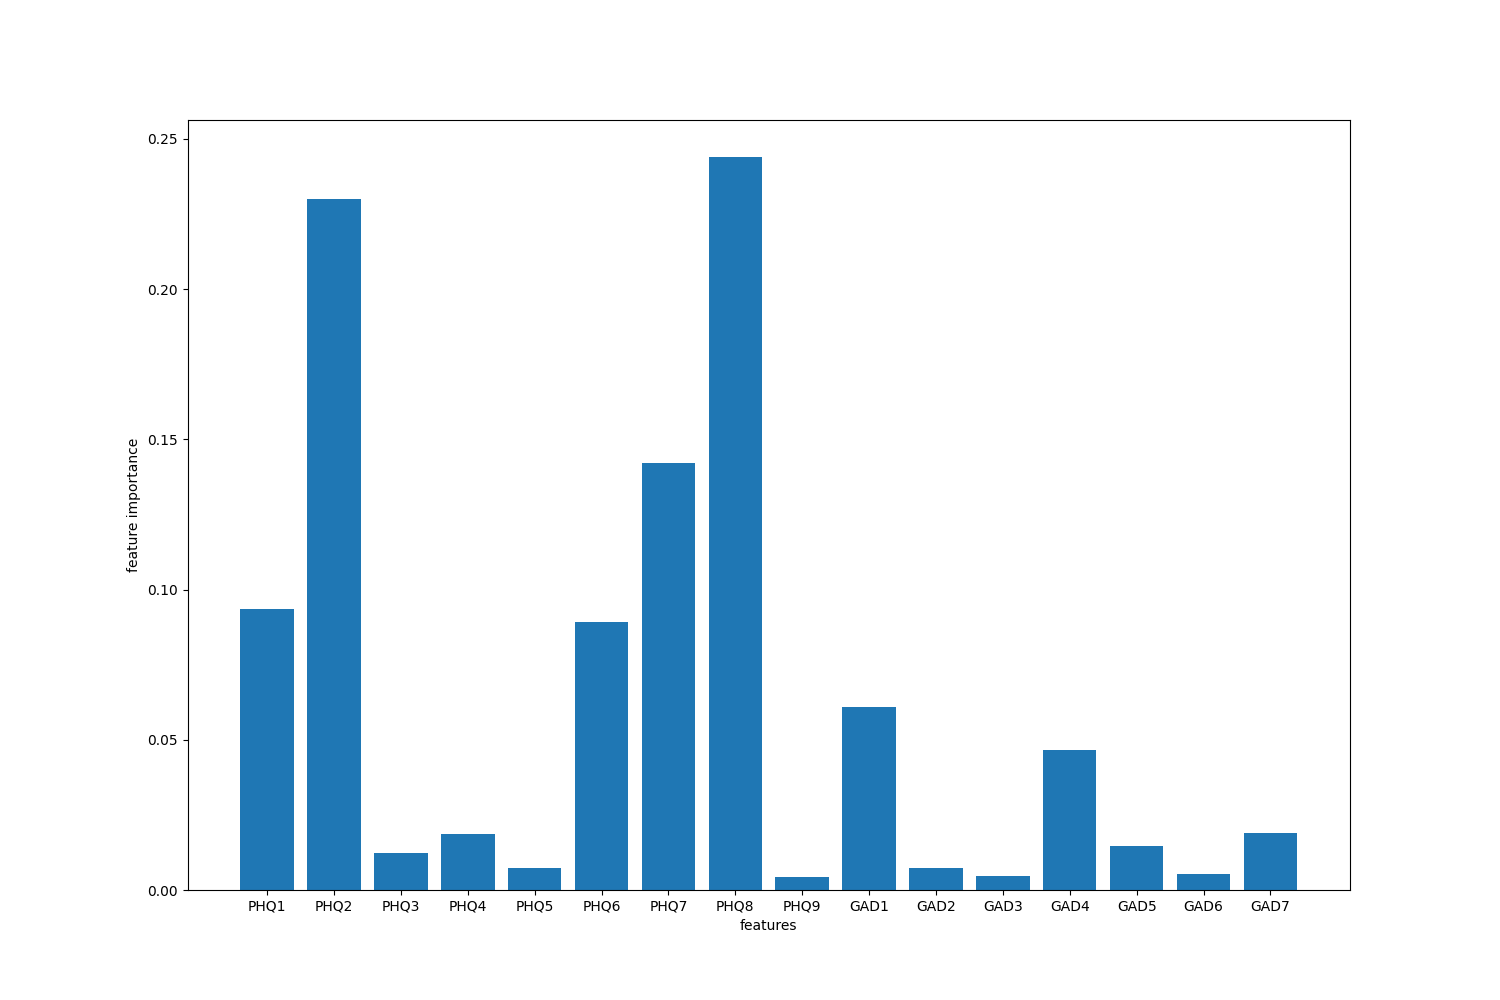 0.25
0.20
0.15
0.10
0.05
0.00
feature importance
PHQ1 PHQ2 PHQ3 PHQ4 PHQ5 PHQ6 PHQ7 PHQ8 PHQ9 GAD1 GAD2 GAD3 GAD4 GAD5 GAD6 GAD7
features